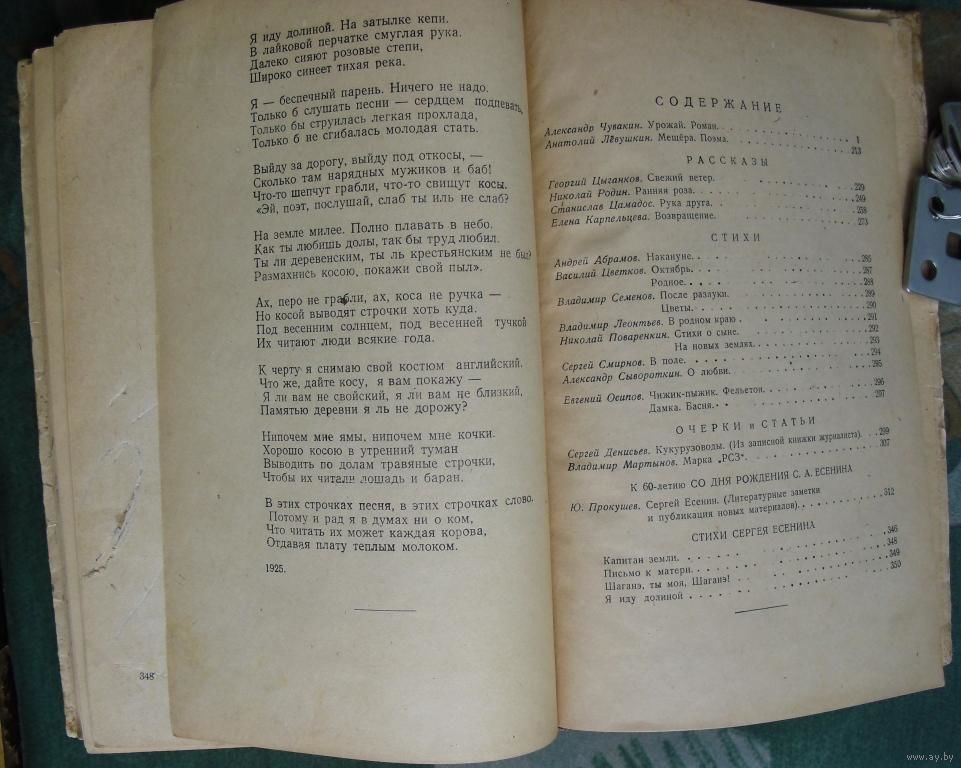 Я иду долиной. На затылке кепи.
В лайковой перчатке смуглая рука.
Далеко сияют розовые степи,
Широко синеет тихая река.
Я — беспечный парень. Ничего не надо.
Только б слушать песни — сердцем подпевать,
Только бы струилась легкая прохлада,
Только б не сгибалась молодая стать.
Выйду за дорогу, выйду под откосы, —
Сколько там нарядных мужиков и баб!
Что-то шепчут грабли, что-то свищут косы.
«Эй, поэт, послушай, слаб ты иль не слаб?
На земле милее. Полно плавать в небо.
Как ты любишь долы, так бы труд любил.
Ты ли деревенским, ты ль крестьянским не был?
Размахнись косою, покажи свой пыл».
Ах, перо не грабли, ах, коса не ручка —
Но косой выводят строчки хоть куда.
Под весенним солнцем, под весенней тучкой
Их читают люди всякие года.
К черту я снимаю свой костюм английский.
Что же, дайте косу, я вам покажу —
Я ли вам не свойский, я ли вам не близкий,
Памятью деревни я ль не дорожу?
Нипочем мне ямы, нипочем мне кочки.
Хорошо косою в утренний туман
Выводить по долам травяные строчки,
Чтобы их читали лошадь и баран.
В этих строчках песня, в этих строчках слово.
Потому и рад я в думах ни о ком,
Что читать их может каждая корова,
Отдавая плату теплым молоком.
1925.
348
СОДЕРЖАНИЕ
Александр Чувакин. Урожай. Роман. 1
Анатолий Лёвушкин. Мещёра. Поэма. 213
РАССКАЗЫ
Георгий Цыганков. Свежий ветер. 229
Николай Родин. Ранняя роза. 249
Станислав Цамадос. Рука друга. 258
Елена Карпельцева. Возвращение. 273
СТИХИ
Андрей Абрамов. Накануне. 285
Василий Цветков. Октябрь. 287
Родное. 288
Владимир Семенов. После разлуки. 289
Цветы. 290
Владимир Леонтьев. В родном краю 291
Николай Поваренкин. Стихи о сыне. 292
На новых землях. 293
Сергей Смирнов. В поле. 294
Александр Сывороткин. О любви. 295
Евгений Осипов. Чижик-пыжик. Фельетон. 296
Дамка. Басня. 297
ОЧЕРКИ и СТАТЬИ
Сергей Денисьев. Кукурузоводы. (Из записной книжки журналиста). 299
Владимир Мартынов. Марка „РСЗ". 307
К 60-летию СО ДНЯ РОЖДЕНИЯ С. А. ЕСЕНИНА
Ю. Прокушев. Сергей Есенин. (Литературные заметки
и публикация новых материалов). 312
СТИХИ СЕРГЕЯ ЕСЕНИНА
Капитан земли. 346
Письмо к матери. 348
Шаганэ, ты моя, Шаганэ! 349
Я иду долиной 350
www.ay.by